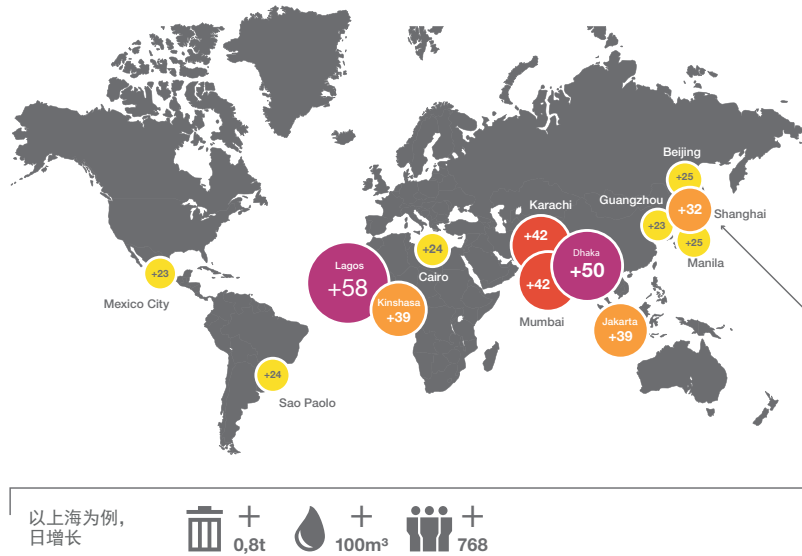 Beijing
+25
Karachi
Guangzhou
+32
Shanghai
+23
+42
+24
Dhaka
+50
+25
Lagos
+58
Cairo
Manila
+23
+42
Mexico City
Kinshasa
+39
Mumbai
Jakarta
+39
+24
Sao Paolo
以上海为例，
日增长
+
0,8t
+
100m³
+
768